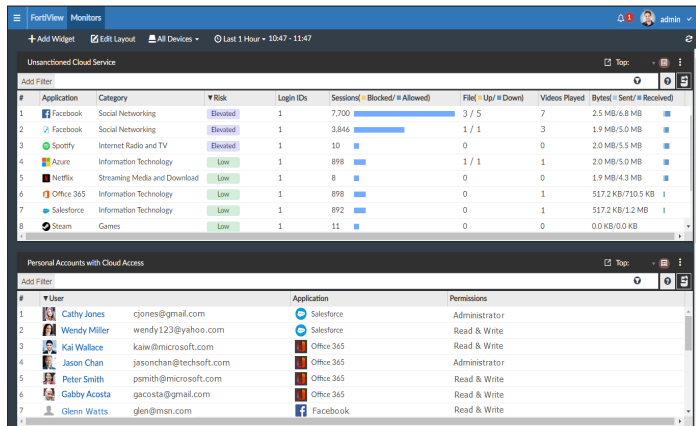 FortiView Monitors 1 admin
Add Widget Edit Layout All Devices Last 1 Hour 10:47 - 11:47
Unsanctioned Cloud Service Top:
Add Filter
# Application Category ▼Risk Login IDs Sessions( Blocked/ Allowed) File( Up/ Down) Videos Played Bytes( Sent/ Received)
1 Facebook Social Networking Elevated 1 7,700 3 / 5 7 2.5 MB/6.8 MB
2 Facebook Social Networking Elevated 1 3,846 1 / 1 3 1.9 MB/5.0 MB
3 Spotify Internet Radio and TV Elevated 1 10 0 0 2.0 MB/5.5 MB
4 Azure Information Technology Low 1 898 1 / 1 1 2.0 MB/5.0 MB
5 Netflix Streaming Media and Download Low 1 8 0 0 1.9 MB/4.3 MB
6 Office 365 Information Technology Low 1 898 0 1 517.2 KB/710.5 KB
7 Salesforce Information Technology Low 1 892 0 1 517.2 KB/1.2 MB
8 Steam Games Low 1 11 0 0 0.0 KB/0.0 KB
Personal Accounts with Cloud Access Top:
Add Filter
# ▼User Application Permissions
1 Cathy Jones cjones@gmail.com Salesforce Administrator
2 Wendy Miller wendy123@yahoo.com Salesforce Read & Write
3 Kai Wallace kaiw@microsoft.com Office 365 Read & Write
4 Jason Chan jasonchan@techsoft.com Office 365 Administrator
5 Peter Smith psmith@microsoft.com Office 365 Read & Write
6 Gabby Acosta gacosta@gmail.com Office 365 Read & Write
7 Glenn Watts glen@msn.com Facebook Read & Write